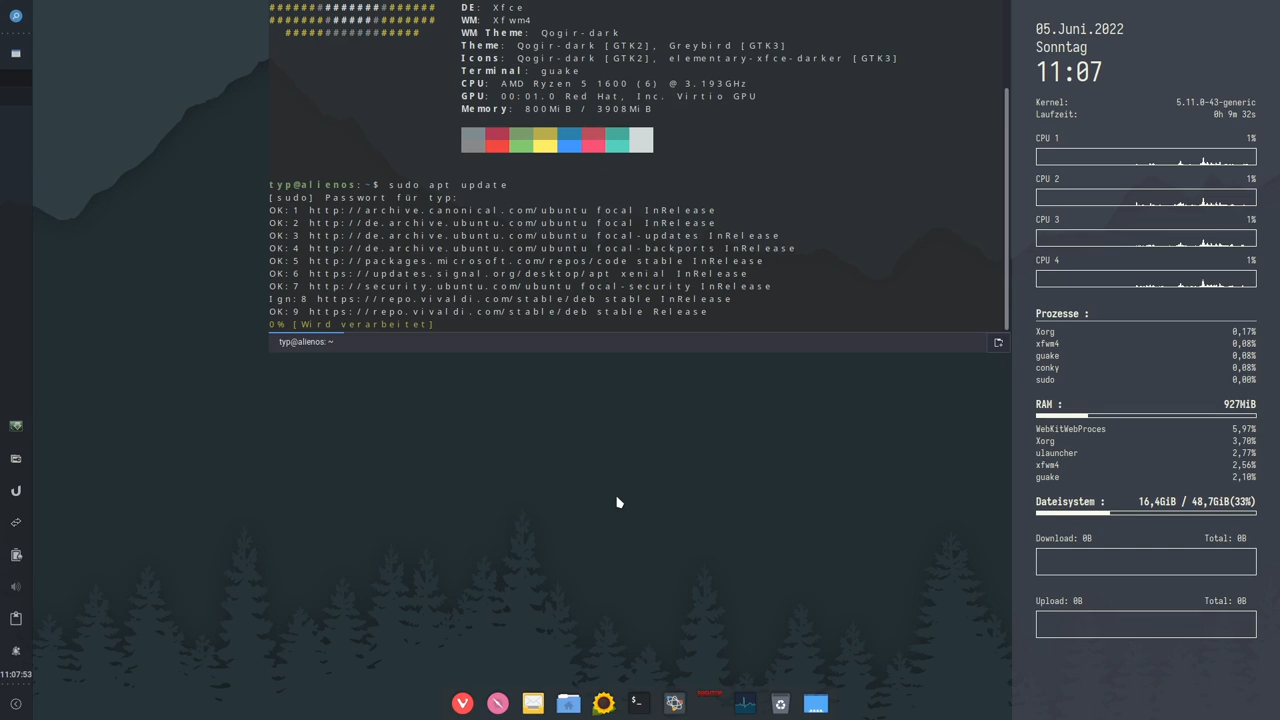 #######################
#######################
##################
DE: Xfce
WM: Xfwm4
WM Theme: Qogir-dark
Theme: Qogir-dark [GTK2], Greybird [GTK3]
Icons: Qogir-dark [GTK2], elementary-xfce-darker [GTK3]
Terminal: guake
CPU: AMD Ryzen 5 1600 (6) @ 3.193GHz
GPU: 00:01.0 Red Hat, Inc. Virtio GPU
Memory: 800MiB / 3908MiB
typ@alienos:~$ sudo apt update
[sudo] Passwort für typ:
OK:1 http://archive.canonical.com/ubuntu focal InRelease
OK:2 http://de.archive.ubuntu.com/ubuntu focal InRelease
OK:3 http://de.archive.ubuntu.com/ubuntu focal-updates InRelease
OK:4 http://de.archive.ubuntu.com/ubuntu focal-backports InRelease
OK:5 http://packages.microsoft.com/repos/code stable InRelease
OK:6 https://updates.signal.org/desktop/apt xenial InRelease
OK:7 http://security.ubuntu.com/ubuntu focal-security InRelease
Ign:8 https://repo.vivaldi.com/stable/deb stable InRelease
OK:9 https://repo.vivaldi.com/stable/deb stable Release
0% [Wird verarbeitet]
typ@alienos: ~
11:07:53
05.Juni.2022
Sonntag
11:07
Kernel: 5.11.0-43-generic
Laufzeit: 0h 9m 32s
CPU 1 1%
CPU 2 1%
CPU 3 1%
CPU 4 1%
Prozesse :
Xorg 0,17%
xfwm4 0,08%
guake 0,08%
conky 0,08%
sudo 0,00%
RAM : 927MiB
WebKitWebProces 5,97%
Xorg 3,70%
ulauncher 2,77%
xfwm4 2,56%
guake 2,10%
Dateisystem : 16,4GiB / 48,7GiB(33%)
Download: 0B Total: 0B
Upload: 0B Total: 0B